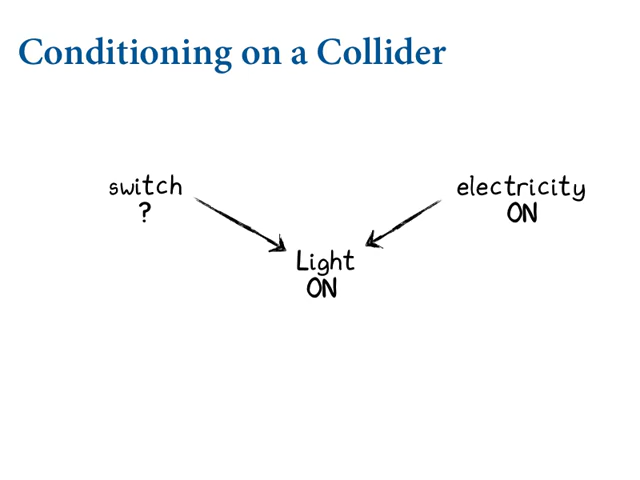 Conditioning on a Collider
switch
?
electricity
ON
Light
ON